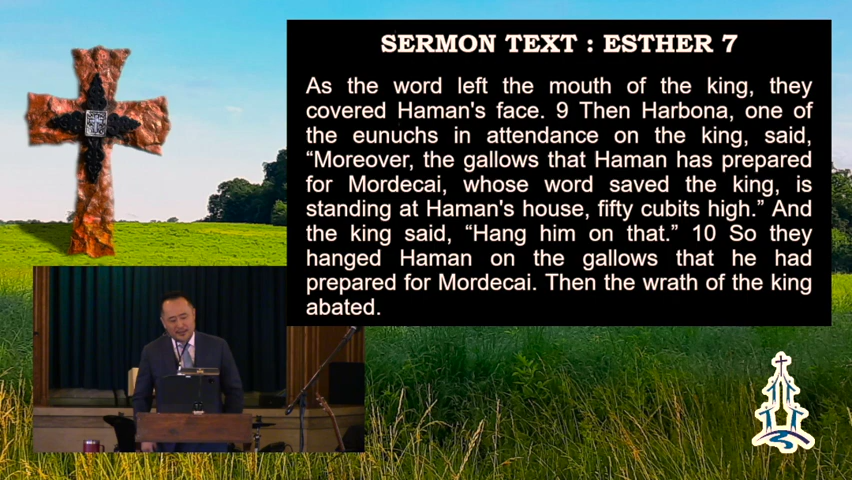 SERMON TEXT : ESTHER 7
As the word left the mouth of the king, they
covered Haman's face. 9 Then Harbona, one of
the eunuchs in attendance on the king, said,
“Moreover, the gallows that Haman has prepared
for Mordecai, whose word saved the king, is
standing at Haman's house, fifty cubits high.” And
the king said, “Hang him on that.” 10 So they
hanged Haman on the gallows that he had
prepared for Mordecai. Then the wrath of the king
abated.